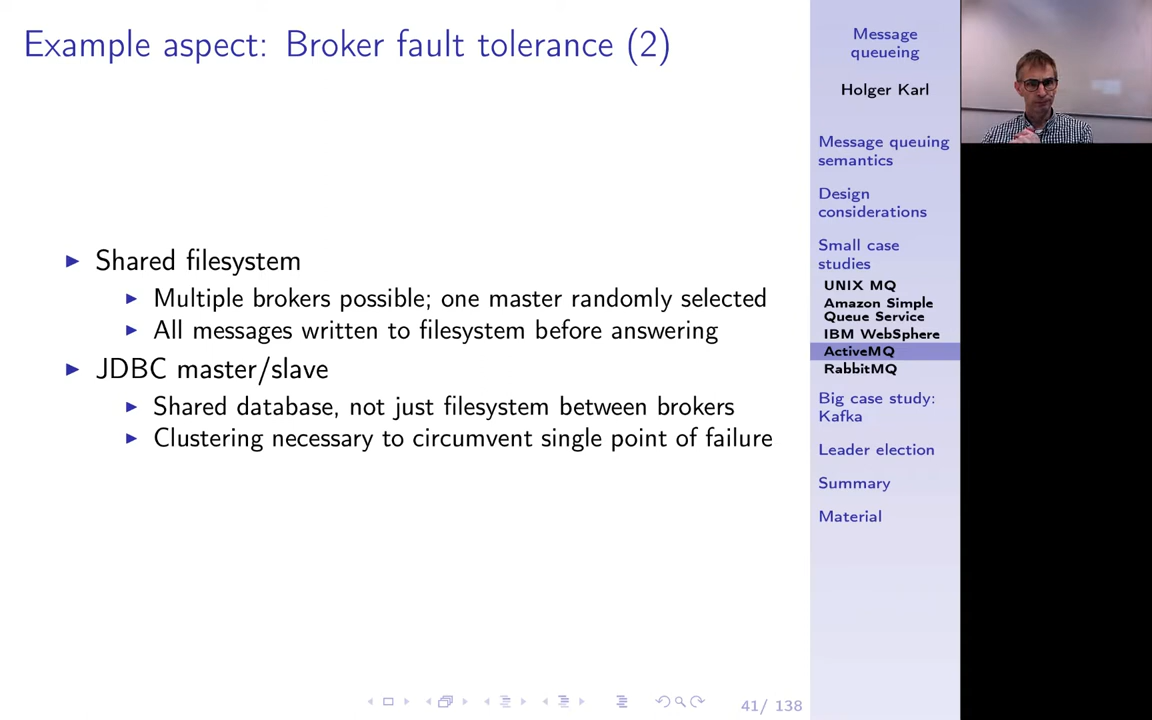 Example aspect: Broker fault tolerance (2)
Shared filesystem
Multiple brokers possible; one master randomly selected
All messages written to filesystem before answering
JDBC master/slave
Shared database, not just filesystem between brokers
Clustering necessary to circumvent single point of failure
Message
queueing
Holger Karl
Message queuing
semantics
Design
considerations
Small case
studies
UNIX MQ
Amazon Simple
Queue Service
IBM WebSphere
ActiveMQ
RabbitMQ
Big case study:
Kafka
Leader election
Summary
Material
41/ 138